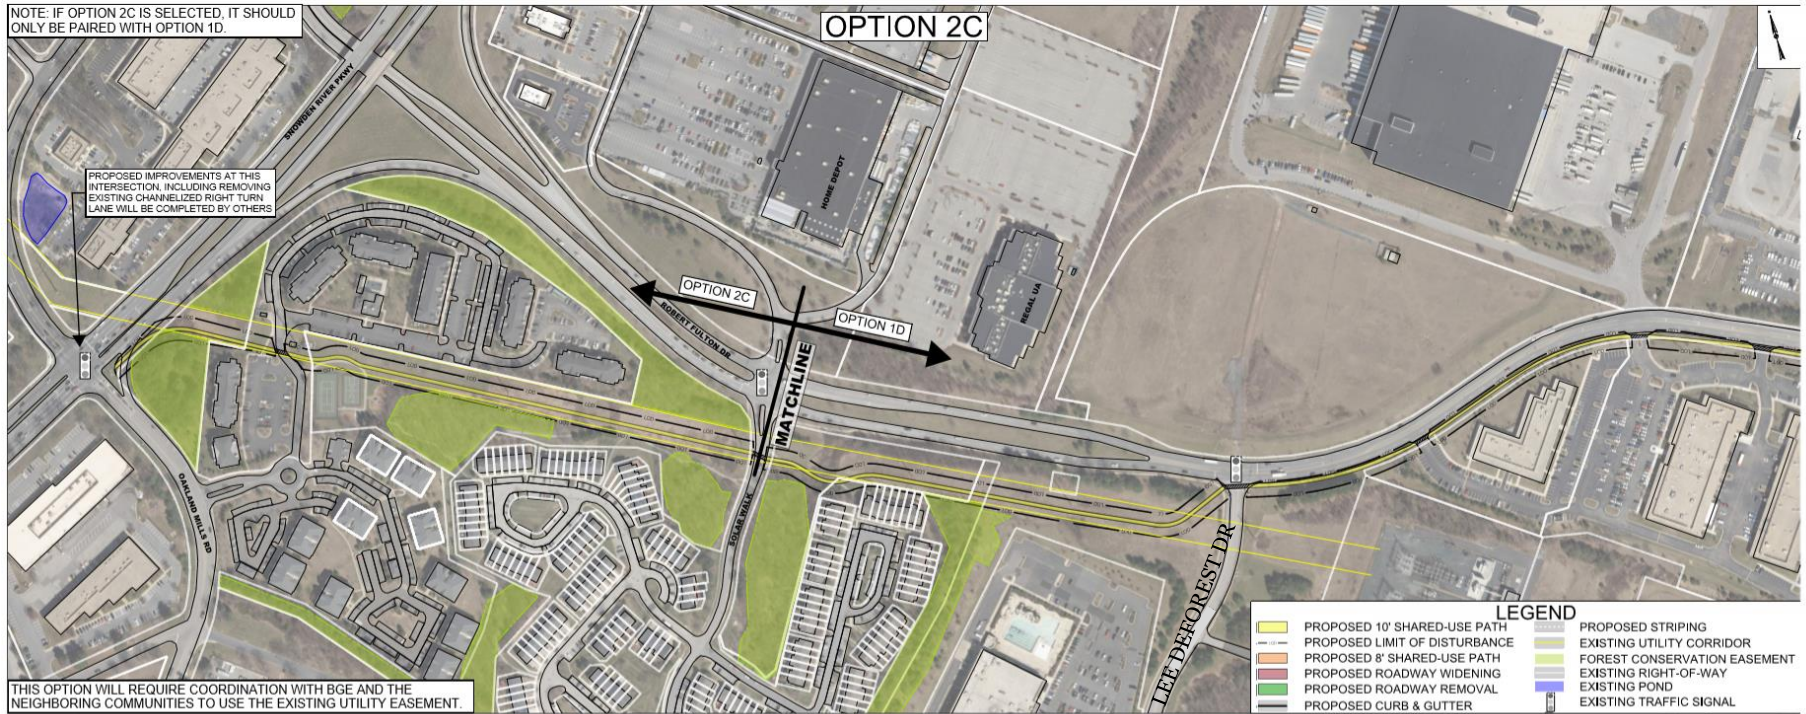 NOTE: IF OPTION 2C IS SELECTED, IT SHOULD
ONLY BE PAIRED WITH OPTION 1D.
OPTION 2C
SNOWDEN RIVER PKWY
PROPOSED IMPROVEMENTS AT THIS
INTERSECTION, INCLUDING REMOVING
EXISTING CHANNELIZED RIGHT TURN
LANE WILL BE COMPLETED BY OTHERS
HOME DEPOT
REGAL UA
OPTION 2C
OPTION 1D
ROBERT FULTON DR
MATCHLINE
OAKLAND MILLS RD
SOLAR WALK
LEE DEFOREST DR
THIS OPTION WILL REQUIRE COORDINATION WITH BGE AND THE
NEIGHBORING COMMUNITIES TO USE THE EXISTING UTILITY EASEMENT.
LEGEND
PROPOSED 10' SHARED-USE PATH
PROPOSED LIMIT OF DISTURBANCE
PROPOSED 8' SHARED-USE PATH
PROPOSED ROADWAY WIDENING
PROPOSED ROADWAY REMOVAL
PROPOSED CURB & GUTTER
PROPOSED STRIPING
EXISTING UTILITY CORRIDOR
FOREST CONSERVATION EASEMENT
EXISTING RIGHT-OF-WAY
EXISTING POND
EXISTING TRAFFIC SIGNAL